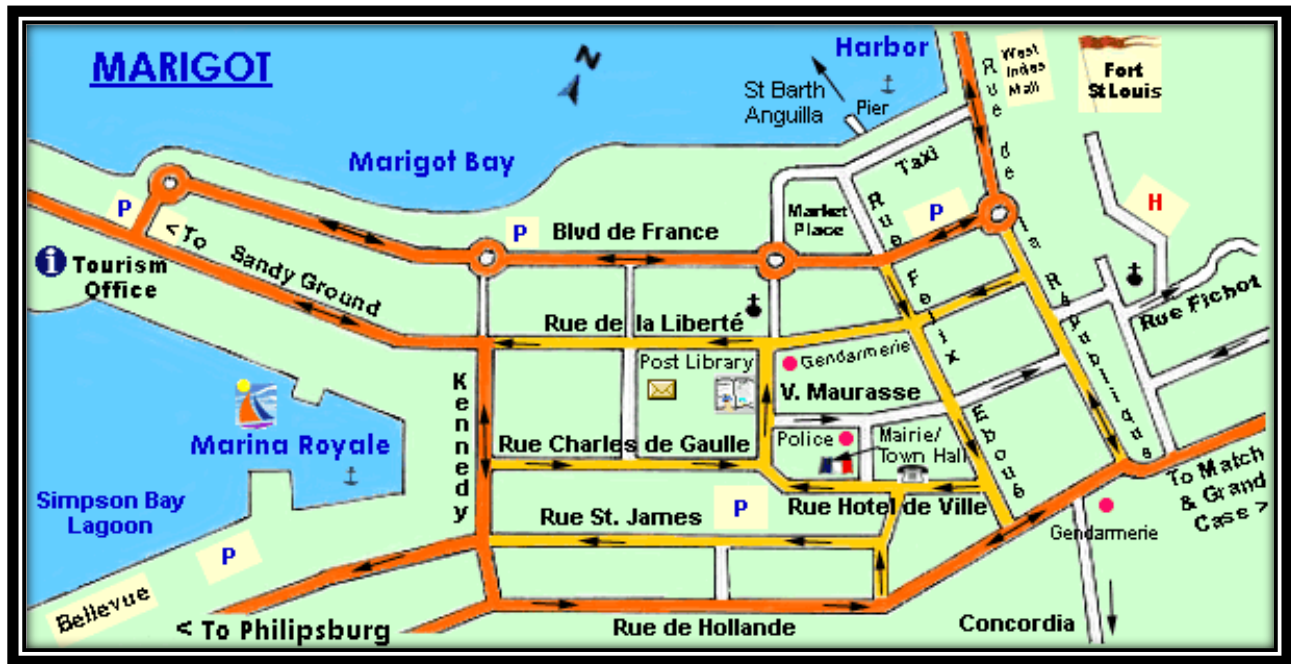 MARIGOT
N
Harbor
St Barth
Anguilla
Pier
West
Indies
Mall
Fort
St Louis
Marigot Bay
Taxi
Rue de la République
P
H
P
Market
Place
P
Blvd de France
Rue Felix Eboué
i
Tourism
Office
< To Sandy Ground
Rue Fichot
Rue de la Liberté
Gendarmerie
Post Library
Kennedy
V. Maurasse
Marina Royale
Rue Charles de Gaulle
Police
Mairie/
Town Hall
Simpson Bay
Lagoon
P
Rue St. James
P
Rue Hotel de Ville
To Match
& Grand
Case >
Gendarmerie
Bellevue
< To Philipsburg
Rue de Hollande
Concordia